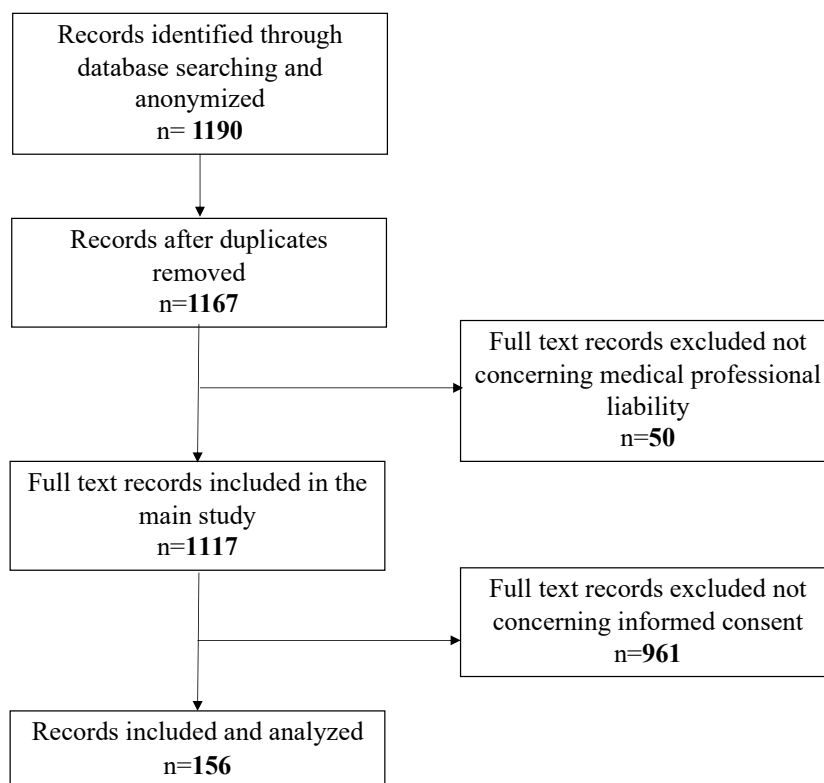 Records identified through
database searching and
anonymized
n= 1190
Records after duplicates
removed
n=1167
Full text records excluded not
concerning medical professional
liability
n=50
Full text records included in the
main study
n=1117
Full text records excluded not
concerning informed consent
n=961
Records included and analyzed
n=156